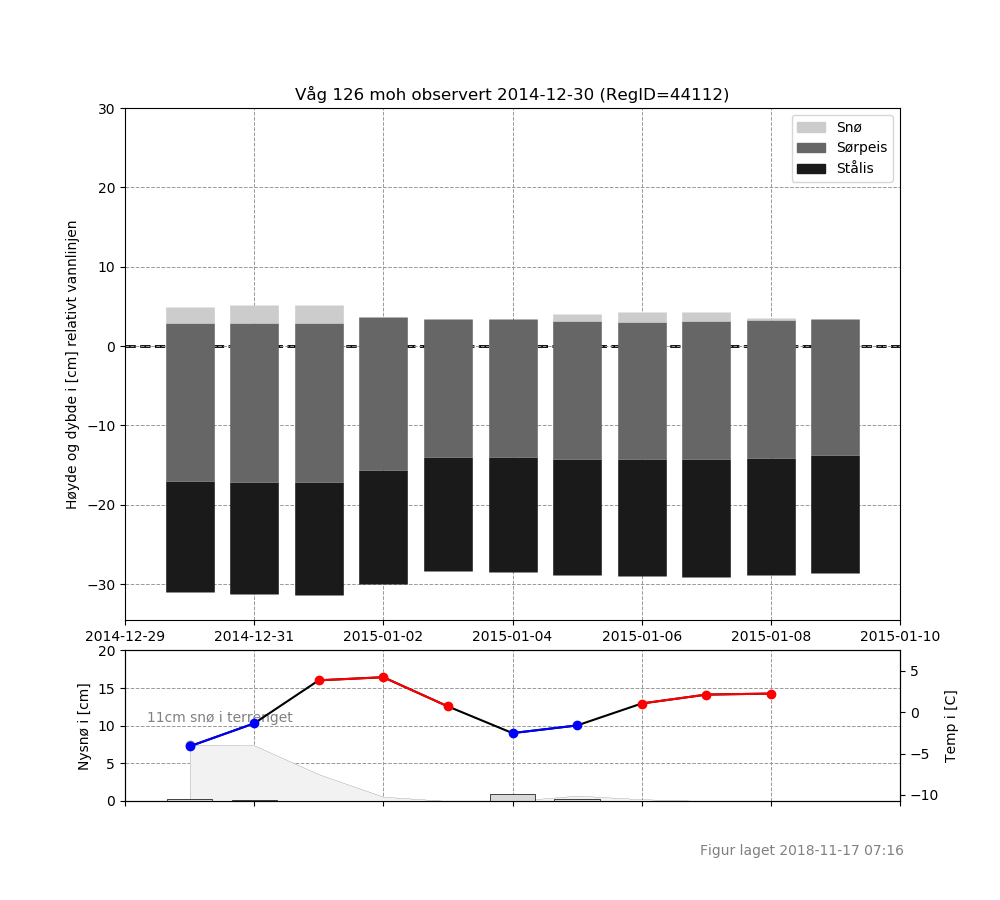 Våg 126 moh observert 2014-12-30 (RegID=44112)
30
20
10
0
−10
−20
−30
Høyde og dybde i [cm] relativt vannlinjen
Snø
Sørpeis
Stålis
2014-12-29 2014-12-31 2015-01-02 2015-01-04 2015-01-06 2015-01-08 2015-01-10
20
15
10
5
0
Nysnø i [cm]
11cm snø i terrenget
5
0
−5
−10
Temp i [C]
Figur laget 2018-11-17 07:16